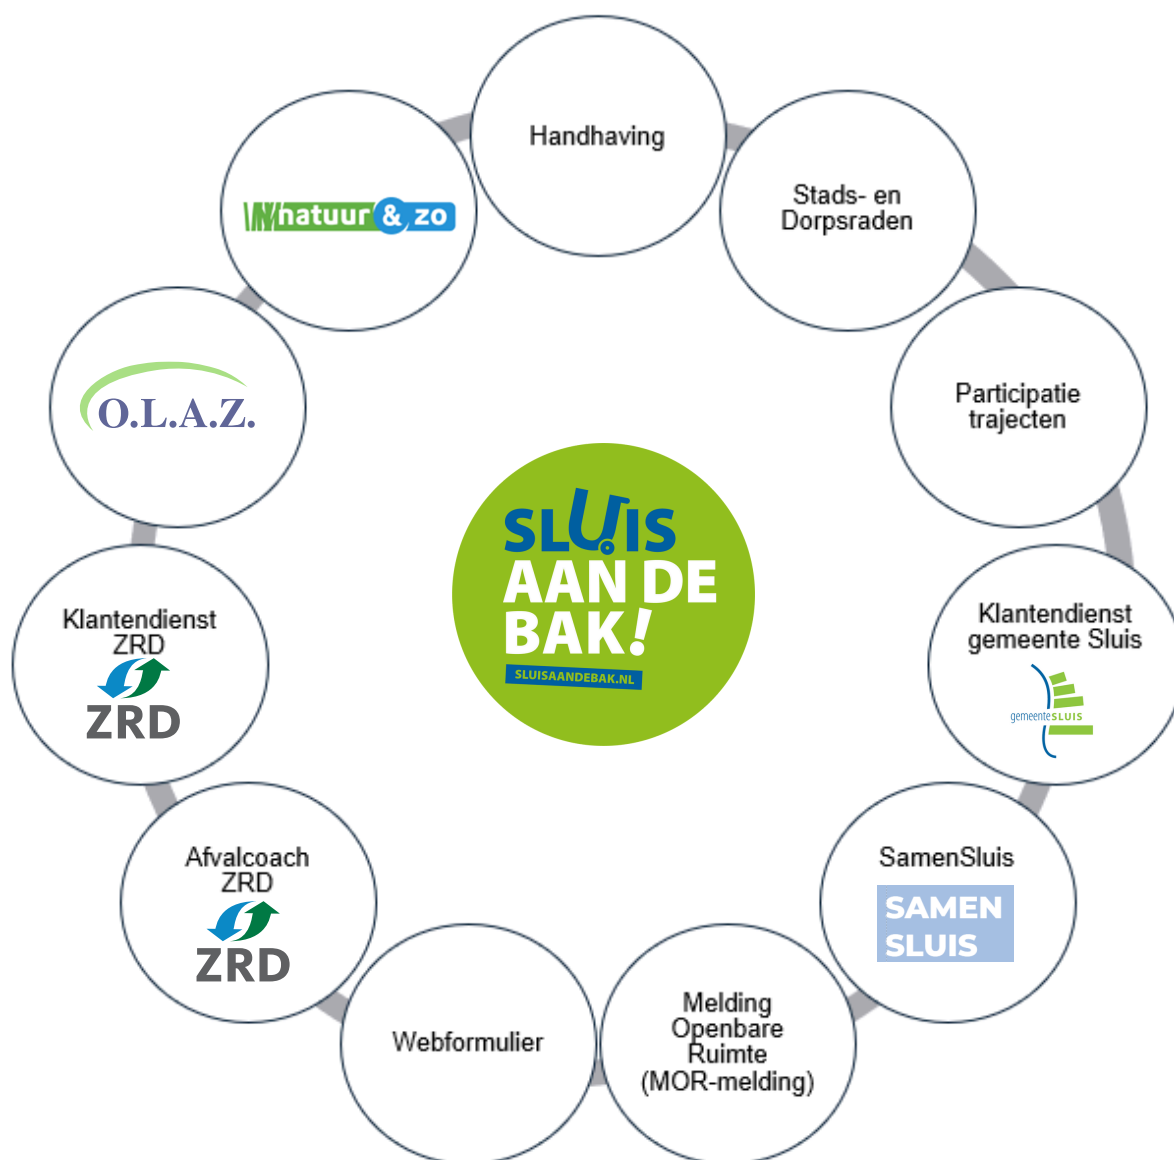 Handhaving
Stads- en
Dorpsraden
Participatie
trajecten
Klantendienst
gemeente Sluis
gemeenteSLUIS
SamenSluis
SAMEN
SLUIS
Melding
Openbare
Ruimte
(MOR-melding)
Webformulier
Afvalcoach
ZRD
ZRD
Klantendienst
ZRD
ZRD
O.L.A.Z.
natuur & zo
SLUIS
AAN DE
BAK!
SLUISAANDEBAK.NL